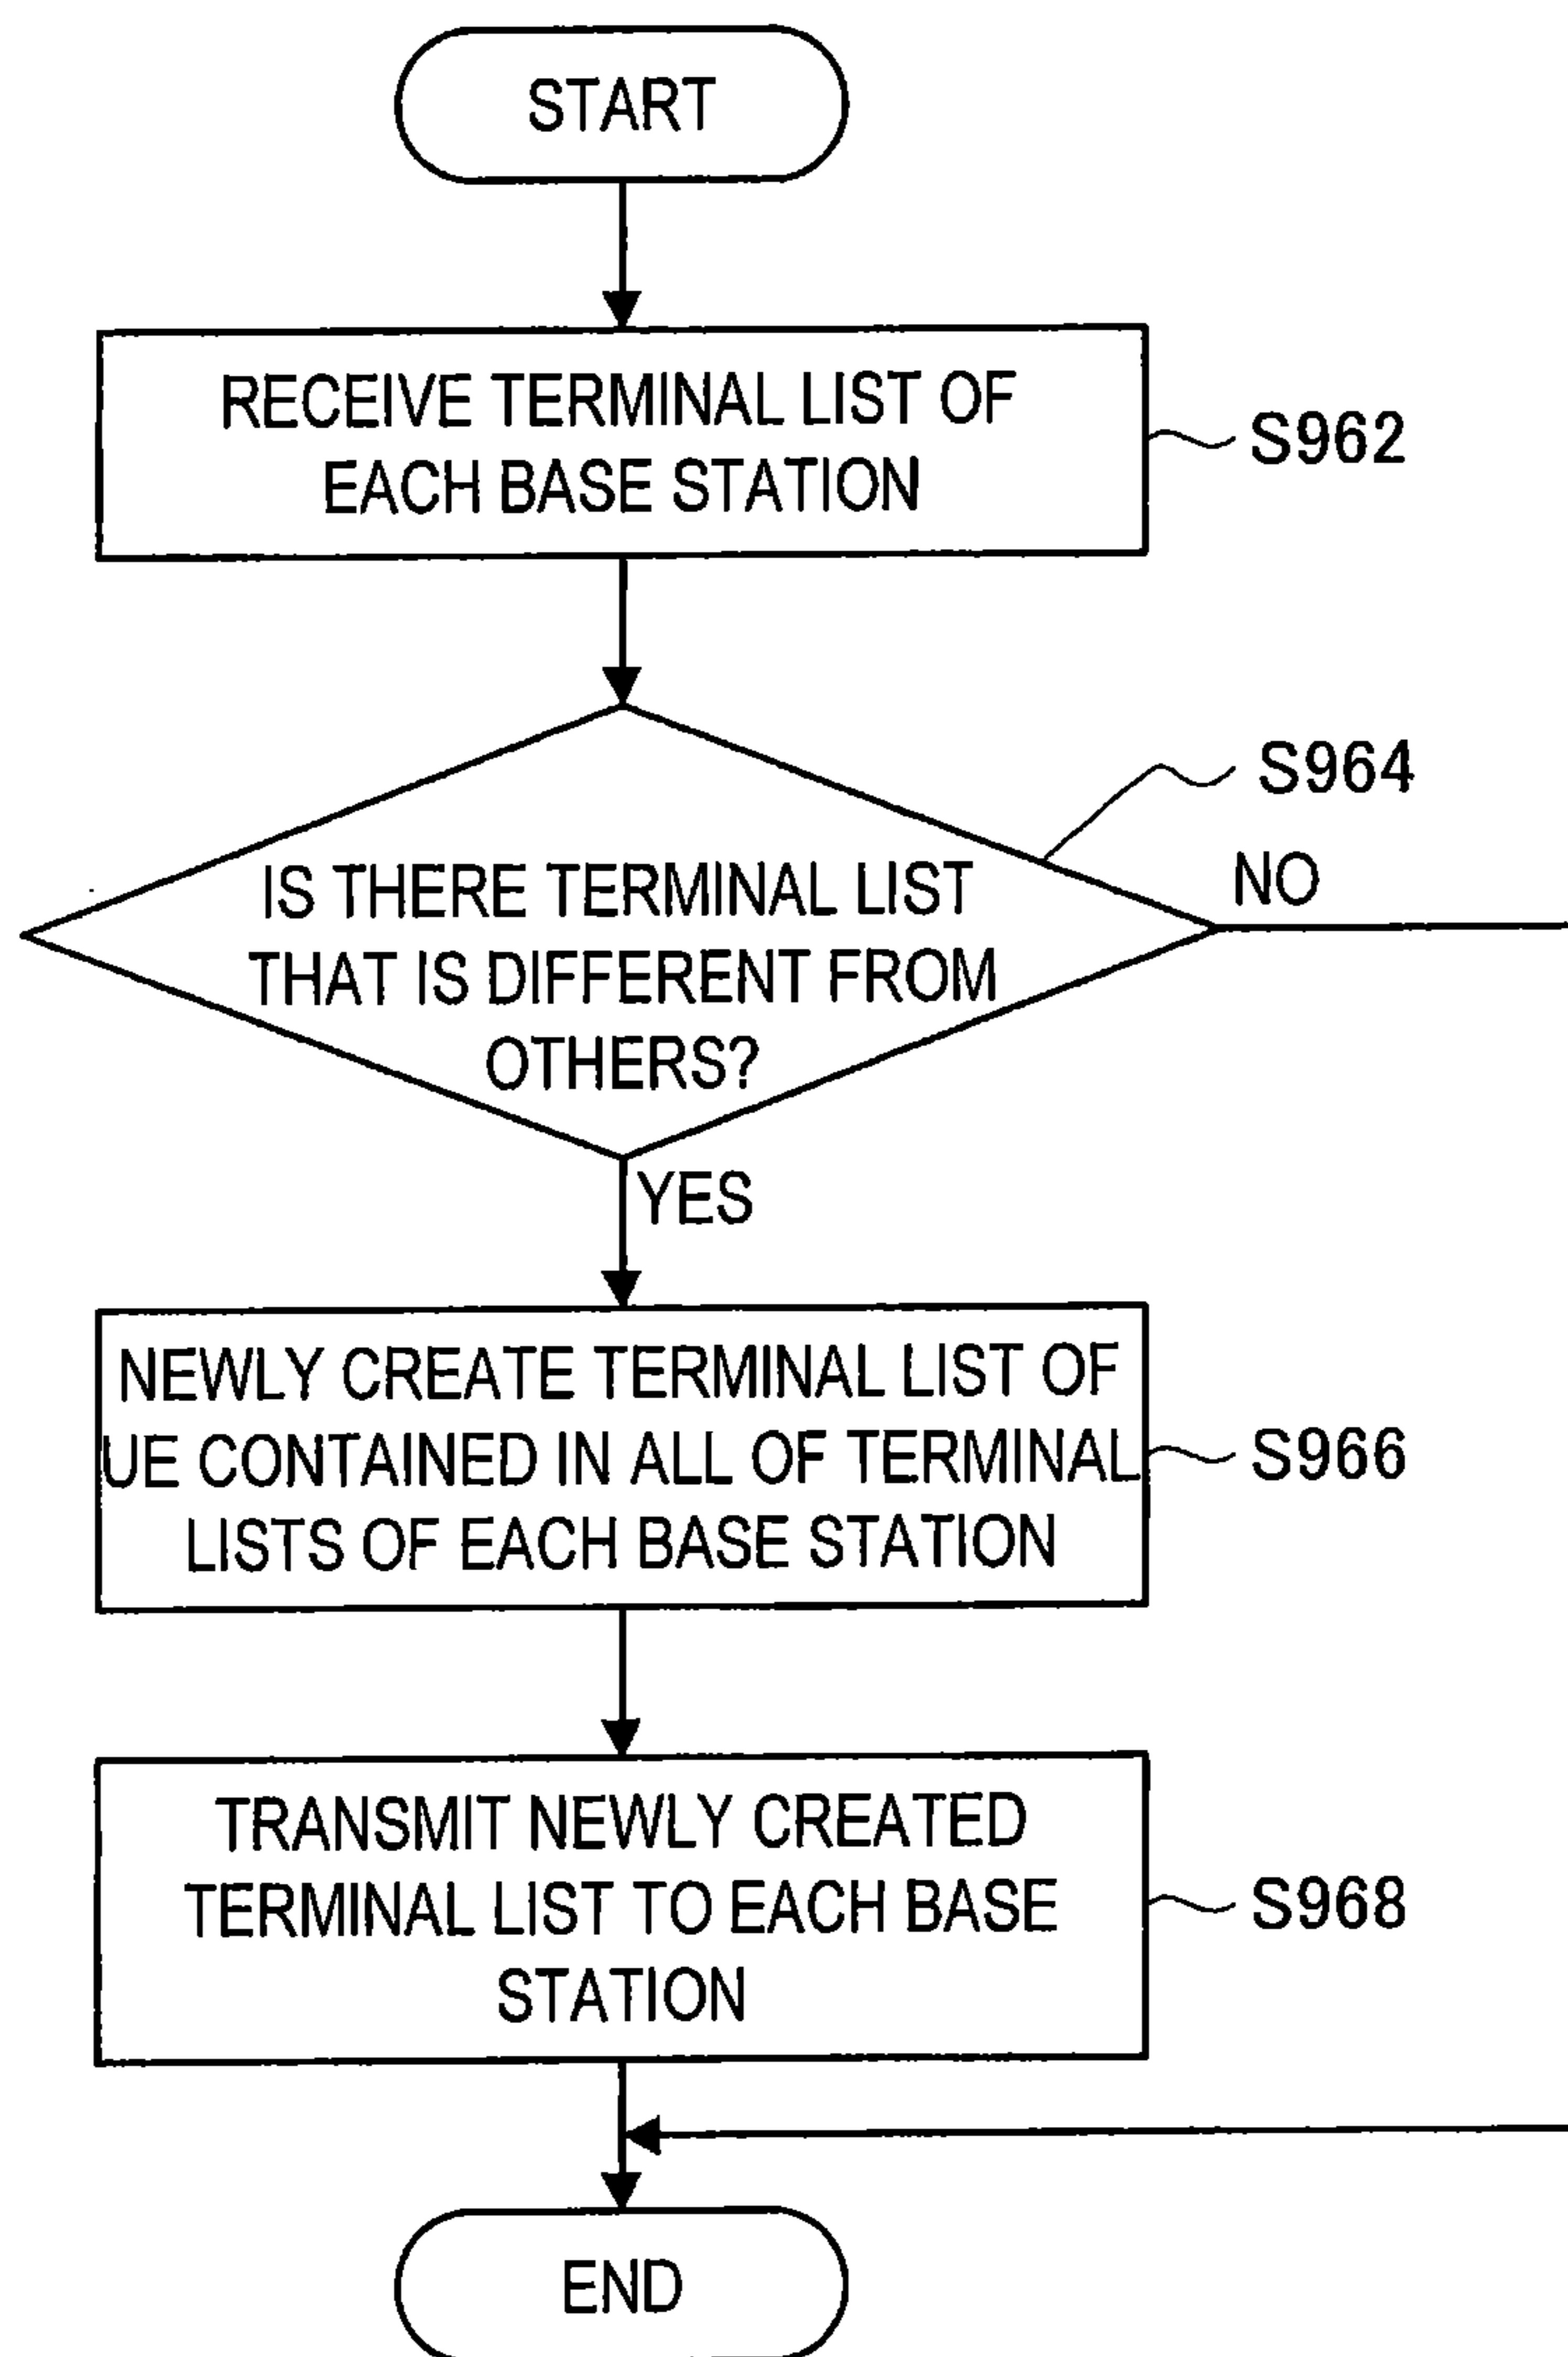 START
RECEIVE TERMINAL LIST OF
EACH BASE STATION
S962
S964
IS THERE TERMINAL LIST
THAT IS DIFFERENT FROM
OTHERS?
NO
YES
NEWLY CREATE TERMINAL LIST OF
UE CONTAINED IN ALL OF TERMINAL
LISTS OF EACH BASE STATION
S966
TRANSMIT NEWLY CREATED
TERMINAL LIST TO EACH BASE
STATION
S968
END